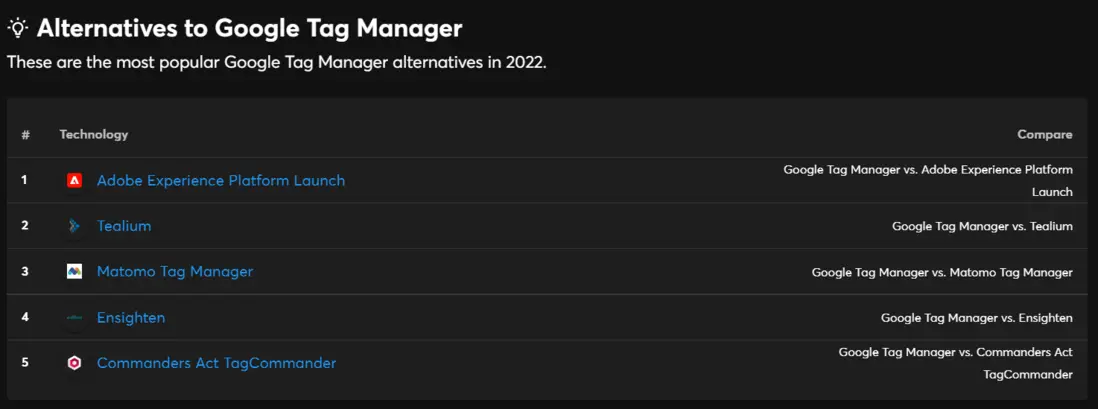 Alternatives to Google Tag Manager
These are the most popular Google Tag Manager alternatives in 2022.
# Technology Compare
1 Adobe Experience Platform Launch Google Tag Manager vs. Adobe Experience Platform
Launch
2 Tealium Google Tag Manager vs. Tealium
3 Matomo Tag Manager Google Tag Manager vs. Matomo Tag Manager
4 Ensighten Google Tag Manager vs. Ensighten
5 Commanders Act TagCommander Google Tag Manager vs. Commanders Act
TagCommander